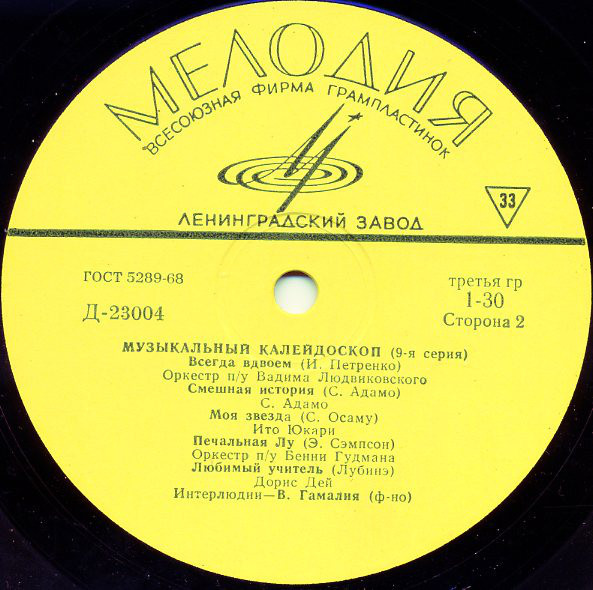 МЕЛОДИЯ
ВСЕСОЮЗНАЯ ФИРМА ГРАМПЛАСТИНОК
33
ЛЕНИНГРАДСКИЙ ЗАВОД
ГОСТ 5289-68
третья гр
Д-23004
1-30
Сторона 2
МУЗЫКАЛЬНЫЙ КАЛЕЙДОСКОП (9-я серия)
Всегда вдвоем (И. Петренко)
Оркестр п/у Вадима Людвиковского
Смешная история (С. Адамо)
С. Адамо
Моя звезда (С. Осаму)
Ито Юкари
Печальная Лу (Э. Сэмпсон)
Оркестр п/у Бенни Гудмана
Любимый учитель (Лубинэ)
Дорис Дей
Интерлюдии—В. Гамалия (ф-но)